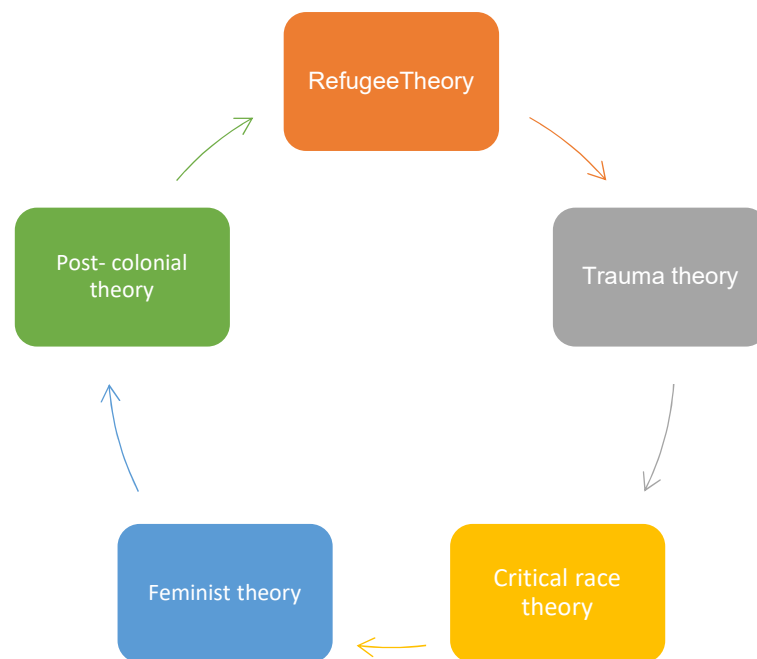 RefugeeTheory
Trauma theory
Critical race
theory
Feminist theory
Post- colonial
theory